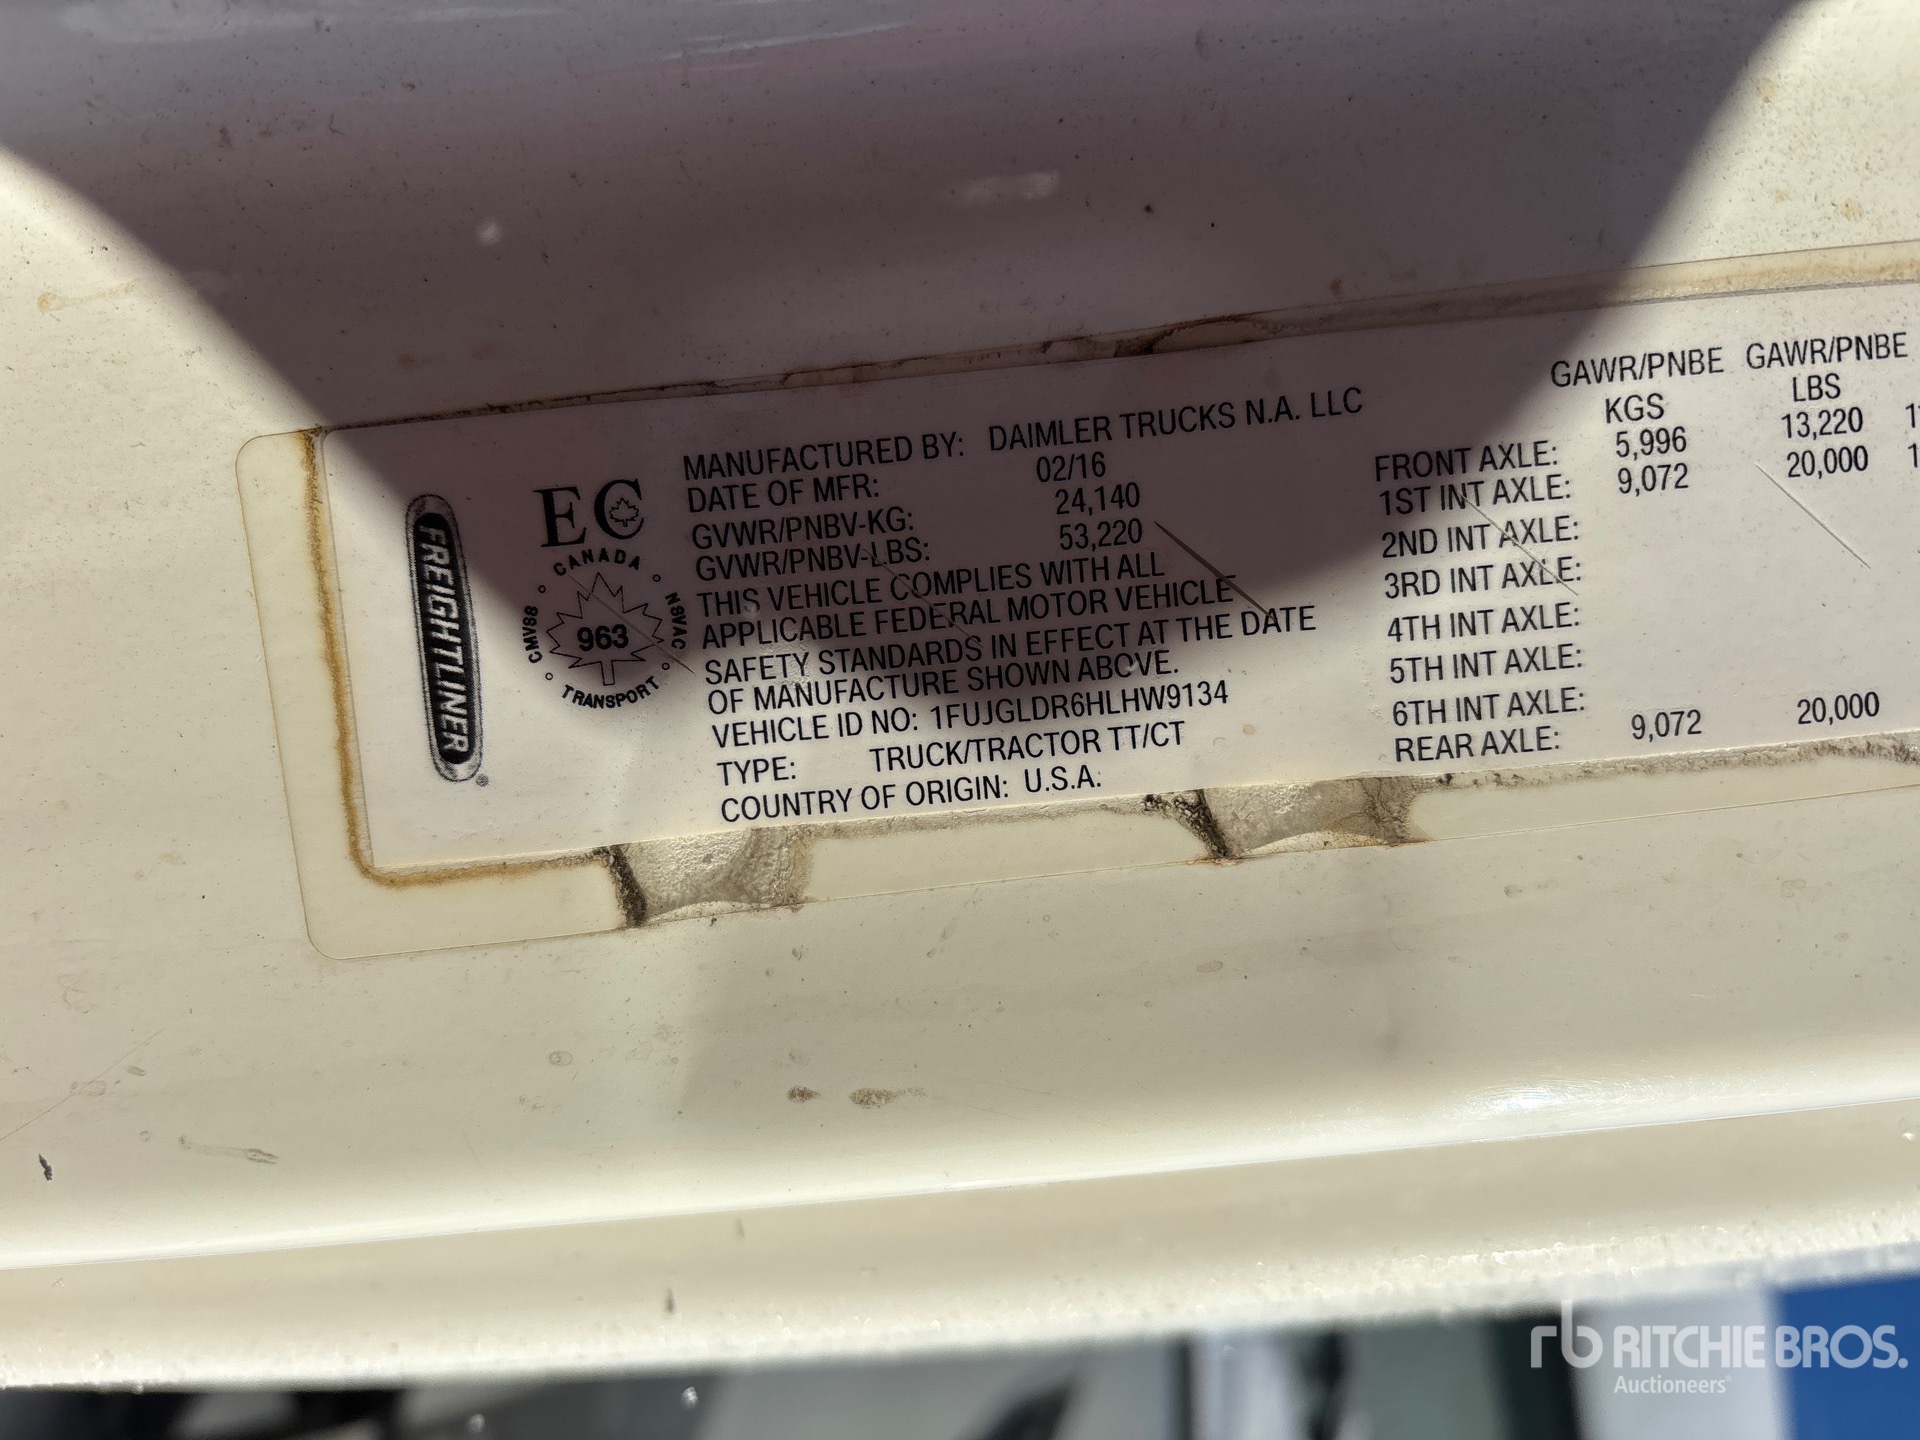 FREIGHTLINER®
EC
CANADA
CMV88 963 NSVAC
TRANSPORT
MANUFACTURED BY: DAIMLER TRUCKS N.A. LLC
DATE OF MFR: 02/16
GVWR/PNBV-KG: 24,140
GVWR/PNBV-LBS: 53,220
THIS VEHICLE COMPLIES WITH ALL
APPLICABLE FEDERAL MOTOR VEHICLE
SAFETY STANDARDS IN EFFECT AT THE DATE
OF MANUFACTURE SHOWN ABOVE.
VEHICLE ID NO: 1FUJGLDR6HLHW9134
TYPE: TRUCK/TRACTOR TT/CT
COUNTRY OF ORIGIN: U.S.A.
GAWR/PNBE GAWR/PNBE
KGS LBS
FRONT AXLE: 5,996 13,220
1ST INT AXLE: 9,072 20,000
2ND INT AXLE:
3RD INT AXLE:
4TH INT AXLE:
5TH INT AXLE:
6TH INT AXLE:
REAR AXLE: 9,072 20,000
rb RITCHIE BROS.
Auctioneers